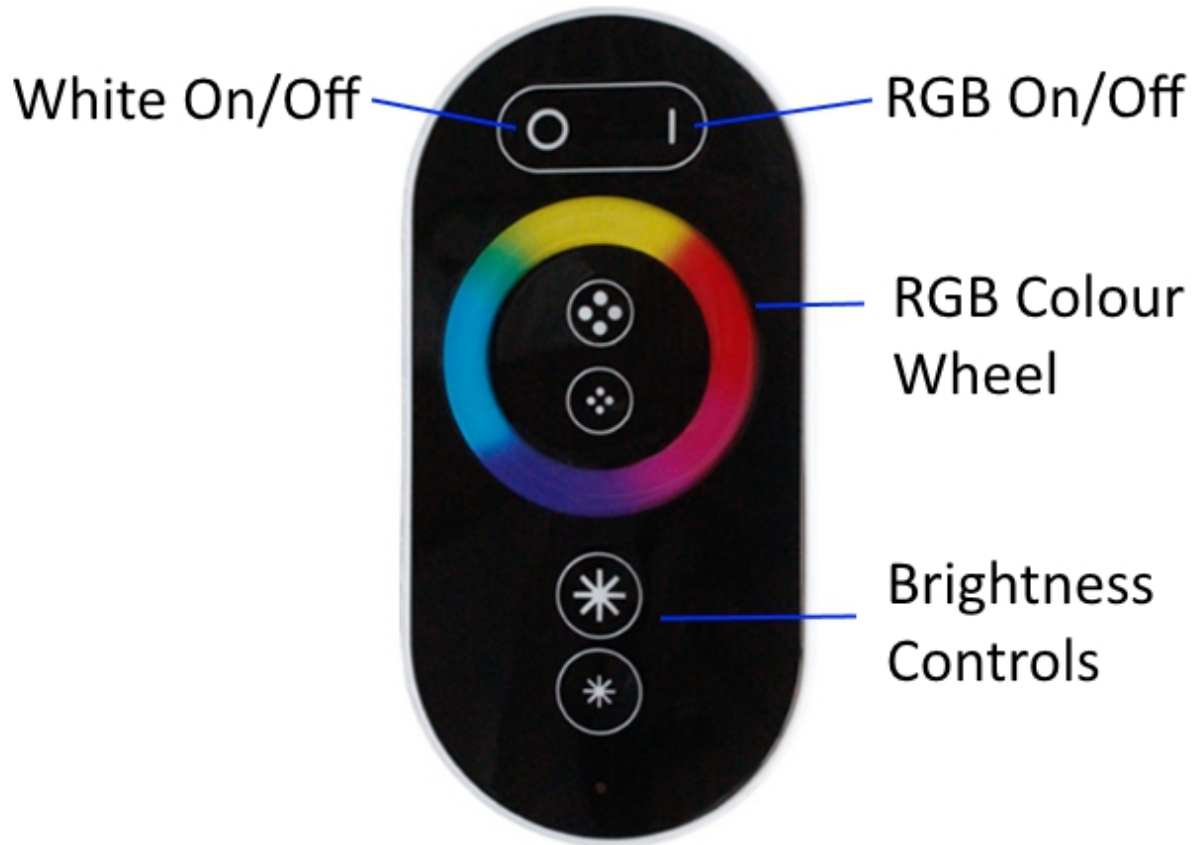 White On/Off
RGB On/Off
RGB Colour
Wheel
Brightness
Controls